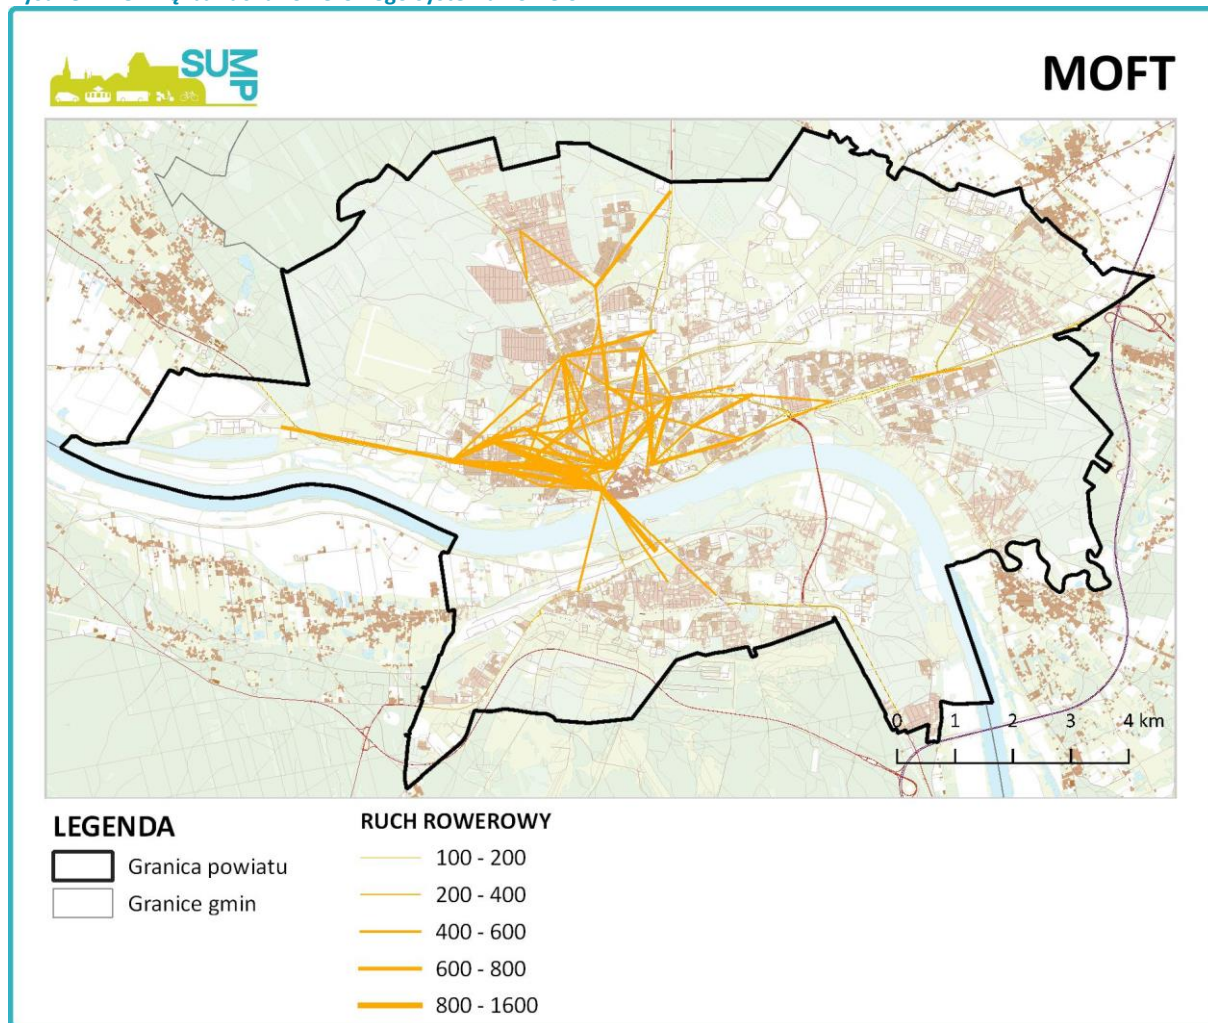 SUMP
MOFT
0 1 2 3 4 km
LEGENDA
Granica powiatu
Granice gmin
RUCH ROWEROWY
100 - 200
200 - 400
400 - 600
600 - 800
800 - 1600